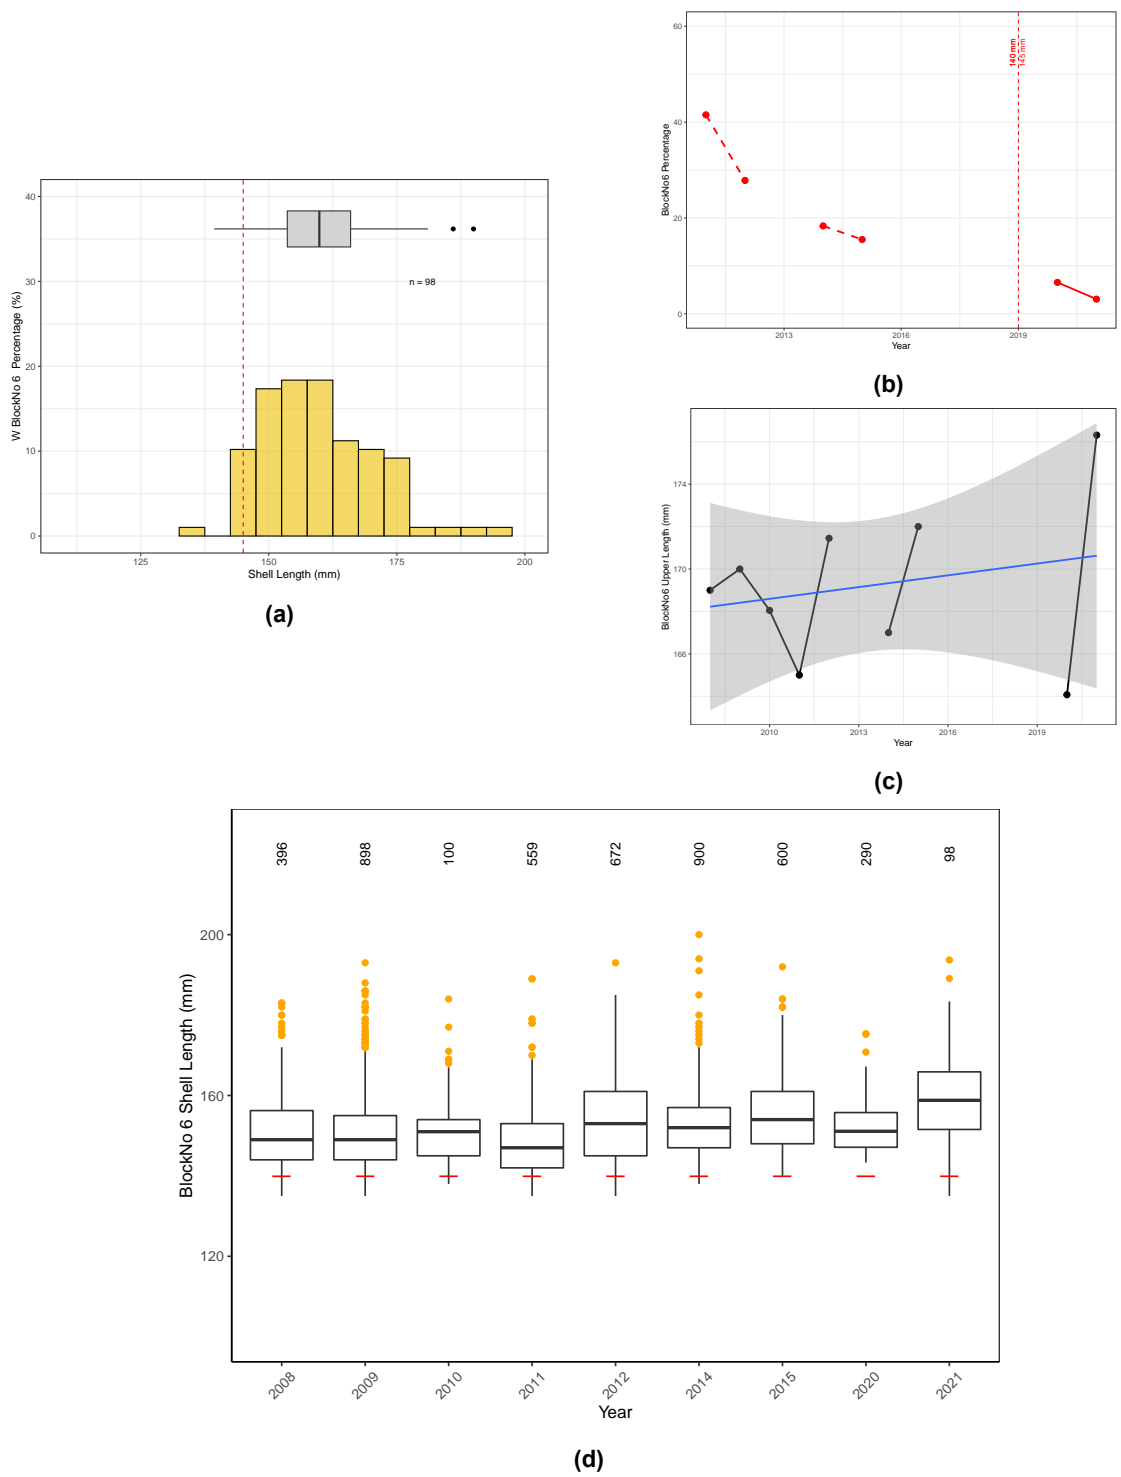 40
30
20
10
0
W BlockNo 6 Percentage (%)
n = 98
125
150
175
200
Shell Length (mm)
(a)
60
40
20
0
BlockNo6 Percentage
140 mm
145 mm
2013
2016
2019
Year
(b)
174
170
166
BlockNo6 Upper Length (mm)
2010
2013
2016
2019
Year
(c)
396
898
100
559
672
900
600
290
98
200
160
120
BlockNo 6 Shell Length (mm)
2008
2009
2010
2011
2012
2014
2015
2020
2021
Year
(d)